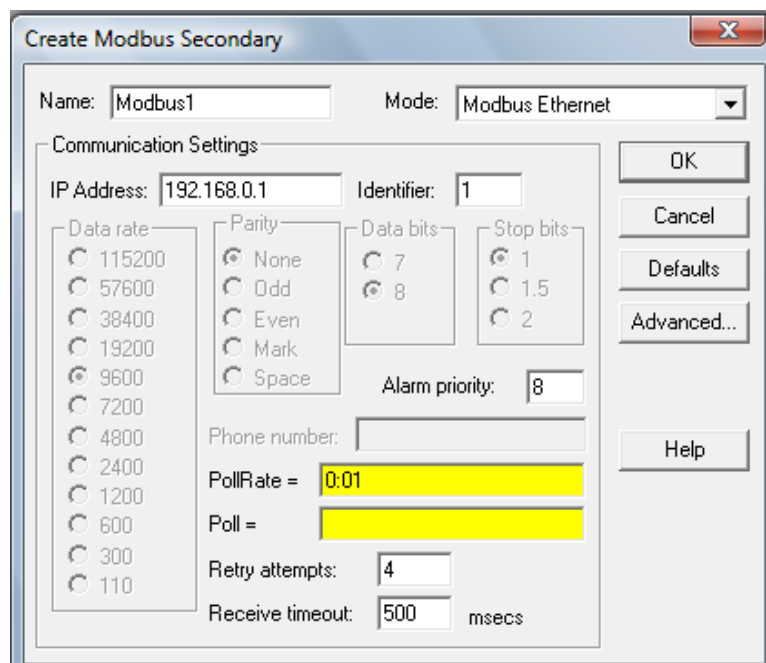 Create Modbus Secondary
Name: Modbus1 Mode: Modbus Ethernet
Communication Settings
IP Address: 192.168.0.1 Identifier: 1
Data rate
115200
57600
38400
19200
9600
7200
4800
2400
1200
600
300
110
Parity
None
Odd
Even
Mark
Space
Data bits
7
8
Stop bits
1
1.5
2
Alarm priority: 8
Phone number:
PollRate = 0:01
Poll =
Retry attempts: 4
Receive timeout: 500 msecs
OK
Cancel
Defaults
Advanced...
Help